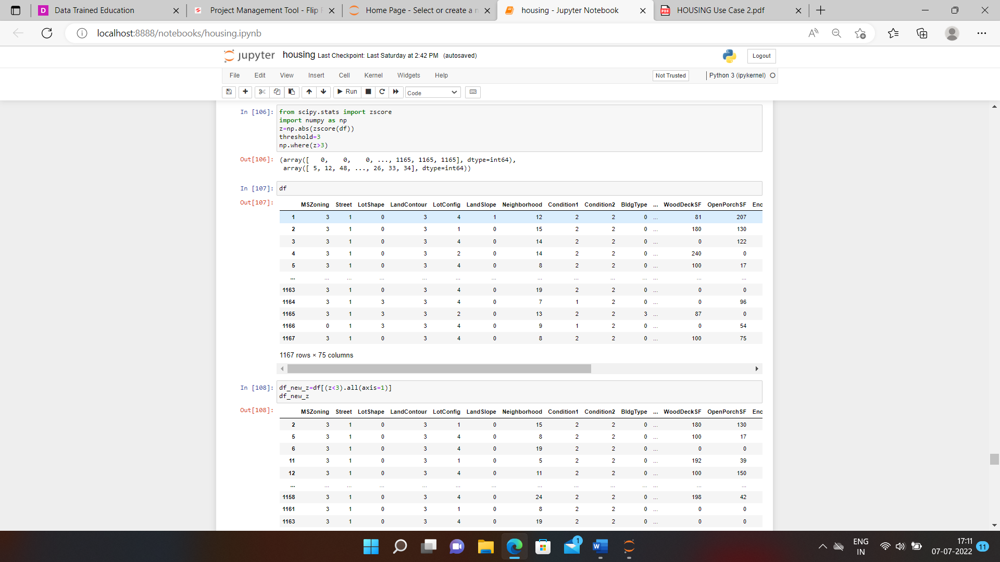 Data Trained Education
Project Management Tool - Flip
Home Page - Select or create a n
housing - Jupyter Notebook
HOUSING Use Case 2.pdf
localhost:8888/notebooks/housing.ipynb
jupyter housing Last Checkpoint: Last Saturday at 2:42 PM (autosaved)
Logout
File Edit View Insert Cell Kernel Widgets Help
Not Trusted
Python 3 (ipykernel)
Run
Code
In [106]:
from scipy.stats import zscore
import numpy as np
z=np.abs(zscore(df))
threshold=3
np.where(z>3)
Out[106]:
(array([   0,    0,    0, ..., 1165, 1165, 1165], dtype=int64),
array([ 5, 12, 48, ..., 26, 33, 34], dtype=int64))
In [107]:
df
Out[107]:
MSZoning Street LotShape LandContour LotConfig LandSlope Neighborhood Condition1 Condition2 BldgType ... WoodDeckSF OpenPorchSF Enc
1 3 1 0 3 4 1 12 2 2 0 ... 81 207
2 3 1 0 3 1 0 15 2 2 0 ... 180 130
3 3 1 0 3 4 0 14 2 2 0 ... 0 122
4 3 1 0 3 2 0 14 2 2 0 ... 240 0
5 3 1 0 3 4 0 8 2 2 0 ... 100 17
... ... ... ... ... ... ... ... ... ... ... ... ... ...
1163 3 1 0 3 4 0 19 2 2 0 ... 0 0
1164 3 1 3 3 4 0 7 1 2 0 ... 0 96
1165 3 1 3 3 2 0 13 2 2 3 ... 87 0
1166 0 1 3 3 4 0 9 1 2 0 ... 0 54
1167 3 1 0 3 4 0 8 2 2 0 ... 100 75
1167 rows × 75 columns
In [108]:
df_new_z=df[(z<3).all(axis=1)]
df_new_z
Out[108]:
MSZoning Street LotShape LandContour LotConfig LandSlope Neighborhood Condition1 Condition2 BldgType ... WoodDeckSF OpenPorchSF Enc
2 3 1 0 3 1 0 15 2 2 0 ... 180 130
5 3 1 0 3 4 0 8 2 2 0 ... 100 17
6 3 1 0 3 4 0 19 2 2 0 ... 0 0
11 3 1 0 3 1 0 5 2 2 0 ... 192 39
12 3 1 0 3 4 0 11 2 2 0 ... 100 150
... ... ... ... ... ... ... ... ... ... ... ... ... ...
1158 3 1 0 3 4 0 24 2 2 0 ... 198 42
1161 3 1 0 3 1 0 8 2 2 0 ... 0 0
1163 3 1 0 3 4 0 19 2 2 0 ... 0 0
1
ENG
IN
17:11
07-07-2022
11